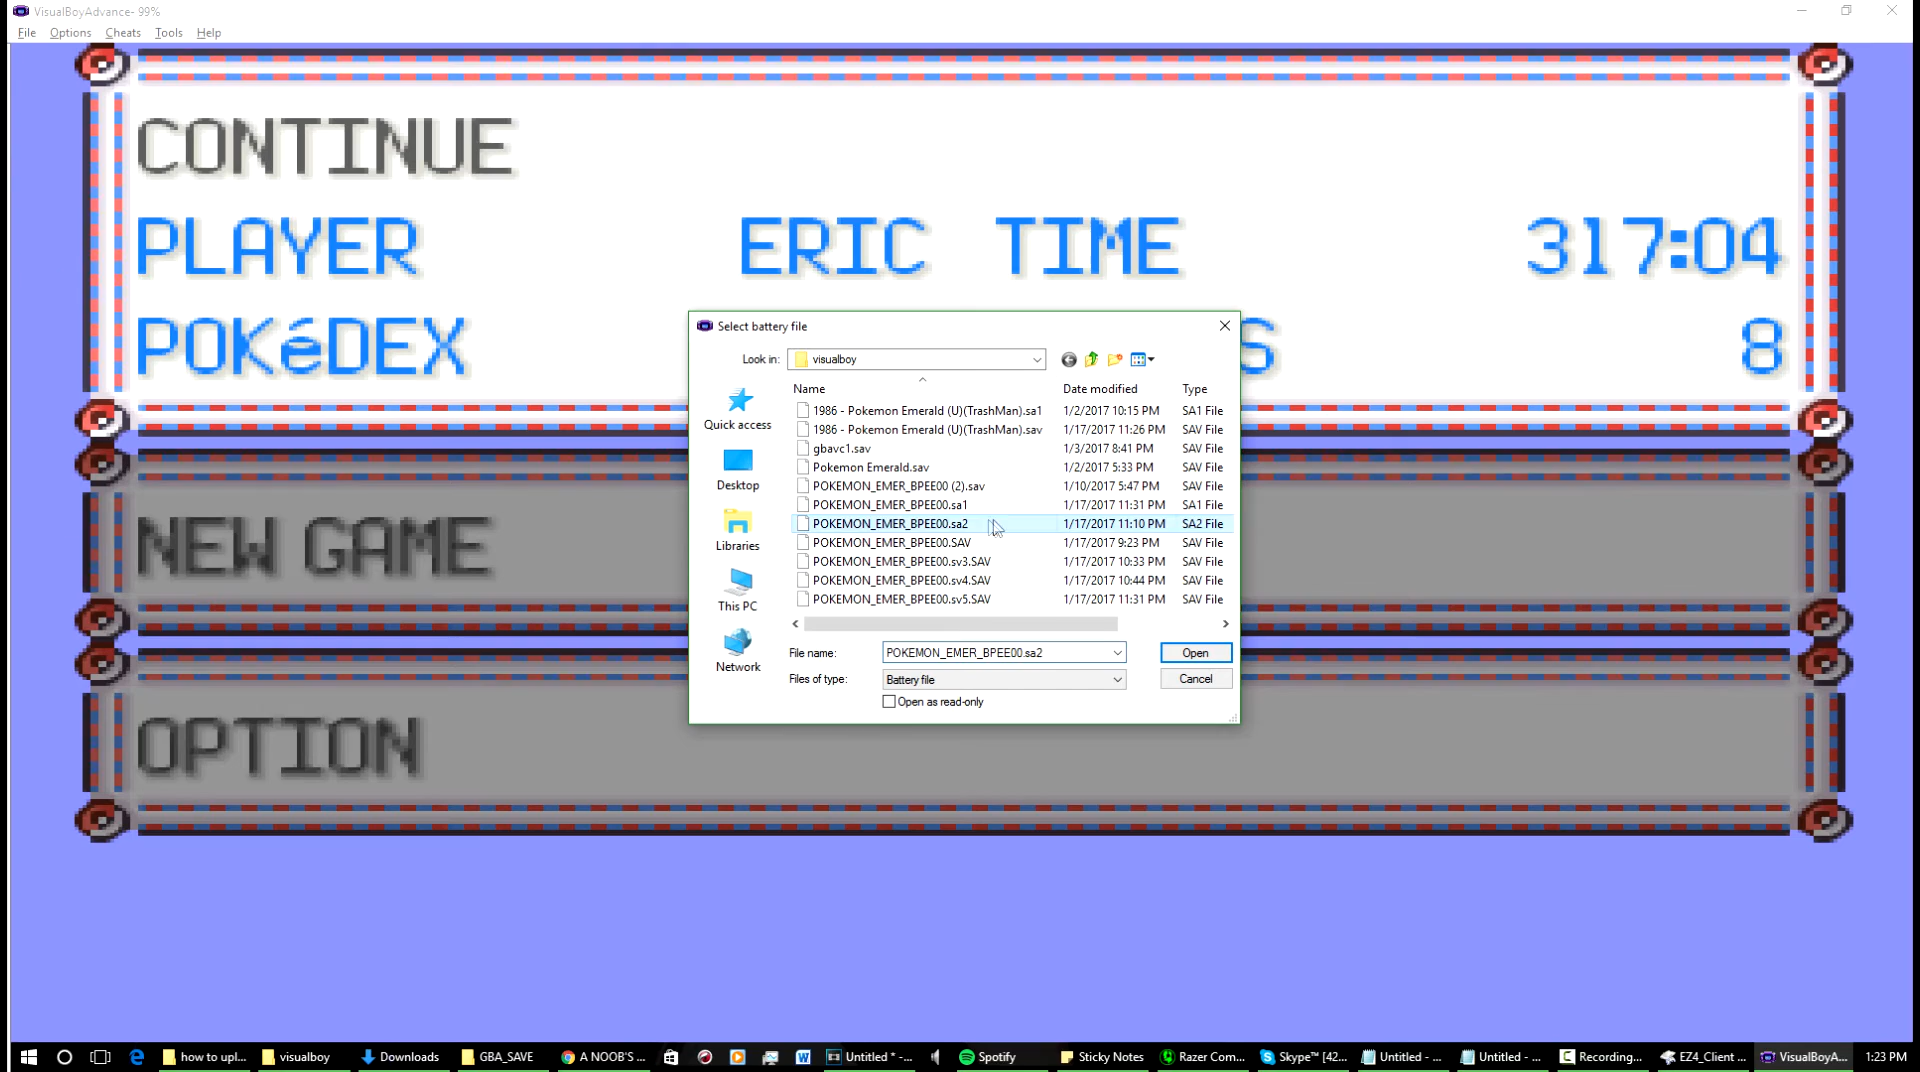 VisualBoyAdvance- 99%
File Options Cheats Tools Help
CONTINUE
PLAYER ERIC TIME 317:04
POKéDEX S 8
NEW GAME
OPTION
Select battery file
Look in: visualboy
Name Date modified Type
1986 - Pokemon Emerald (U)(TrashMan).sa1 1/2/2017 10:15 PM SA1 File
1986 - Pokemon Emerald (U)(TrashMan).sav 1/17/2017 11:26 PM SAV File
gbavc1.sav 1/3/2017 8:41 PM SAV File
Pokemon Emerald.sav 1/2/2017 5:33 PM SAV File
POKEMON_EMER_BPEE00 (2).sav 1/10/2017 5:47 PM SAV File
POKEMON_EMER_BPEE00.sa1 1/17/2017 11:31 PM SA1 File
POKEMON_EMER_BPEE00.sa2 1/17/2017 11:10 PM SA2 File
POKEMON_EMER_BPEE00.SAV 1/17/2017 9:23 PM SAV File
POKEMON_EMER_BPEE00.sv3.SAV 1/17/2017 10:33 PM SAV File
POKEMON_EMER_BPEE00.sv4.SAV 1/17/2017 10:44 PM SAV File
POKEMON_EMER_BPEE00.sv5.SAV 1/17/2017 11:31 PM SAV File
Quick access
Desktop
Libraries
This PC
Network
File name: POKEMON_EMER_BPEE00.sa2 Open
Files of type: Battery file Cancel
Open as read-only
how to upl... visualboy Downloads GBA_SAVE A NOOB'S ... Untitled * -... Spotify Sticky Notes Razer Com... Skype™ [42... Untitled - ... Untitled - ... Recording... EZ4_Client ... VisualBoyA... 1:23 PM